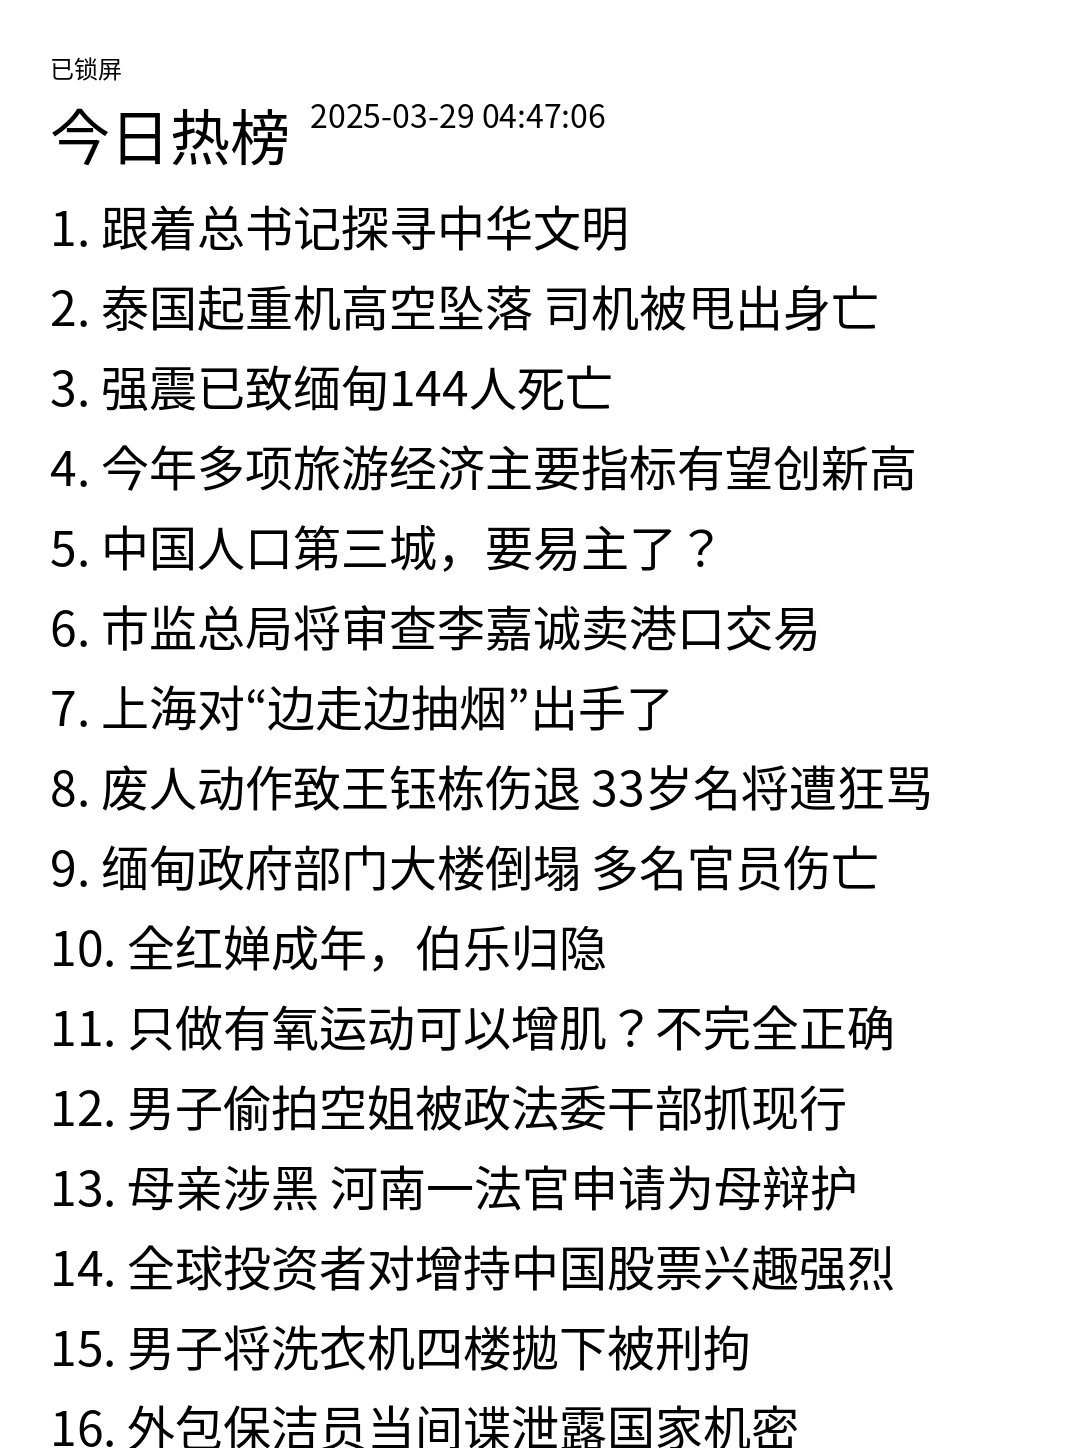 已锁屏
今日热榜 2025-03-29 04:47:06
1. 跟着总书记探寻中华文明
2. 泰国起重机高空坠落 司机被甩出身亡
3. 强震已致缅甸144人死亡
4. 今年多项旅游经济主要指标有望创新高
5. 中国人口第三城，要易主了？
6. 市监总局将审查李嘉诚卖港口交易
7. 上海对“边走边抽烟”出手了
8. 废人动作致王钰栋伤退 33岁名将遭狂骂
9. 缅甸政府部门大楼倒塌 多名官员伤亡
10. 全红婵成年，伯乐归隐
11. 只做有氧运动可以增肌？不完全正确
12. 男子偷拍空姐被政法委干部抓现行
13. 母亲涉黑 河南一法官申请为母辩护
14. 全球投资者对增持中国股票兴趣强烈
15. 男子将洗衣机四楼拋下被刑拘
16. 外包保洁员当间谍泄露国家机密